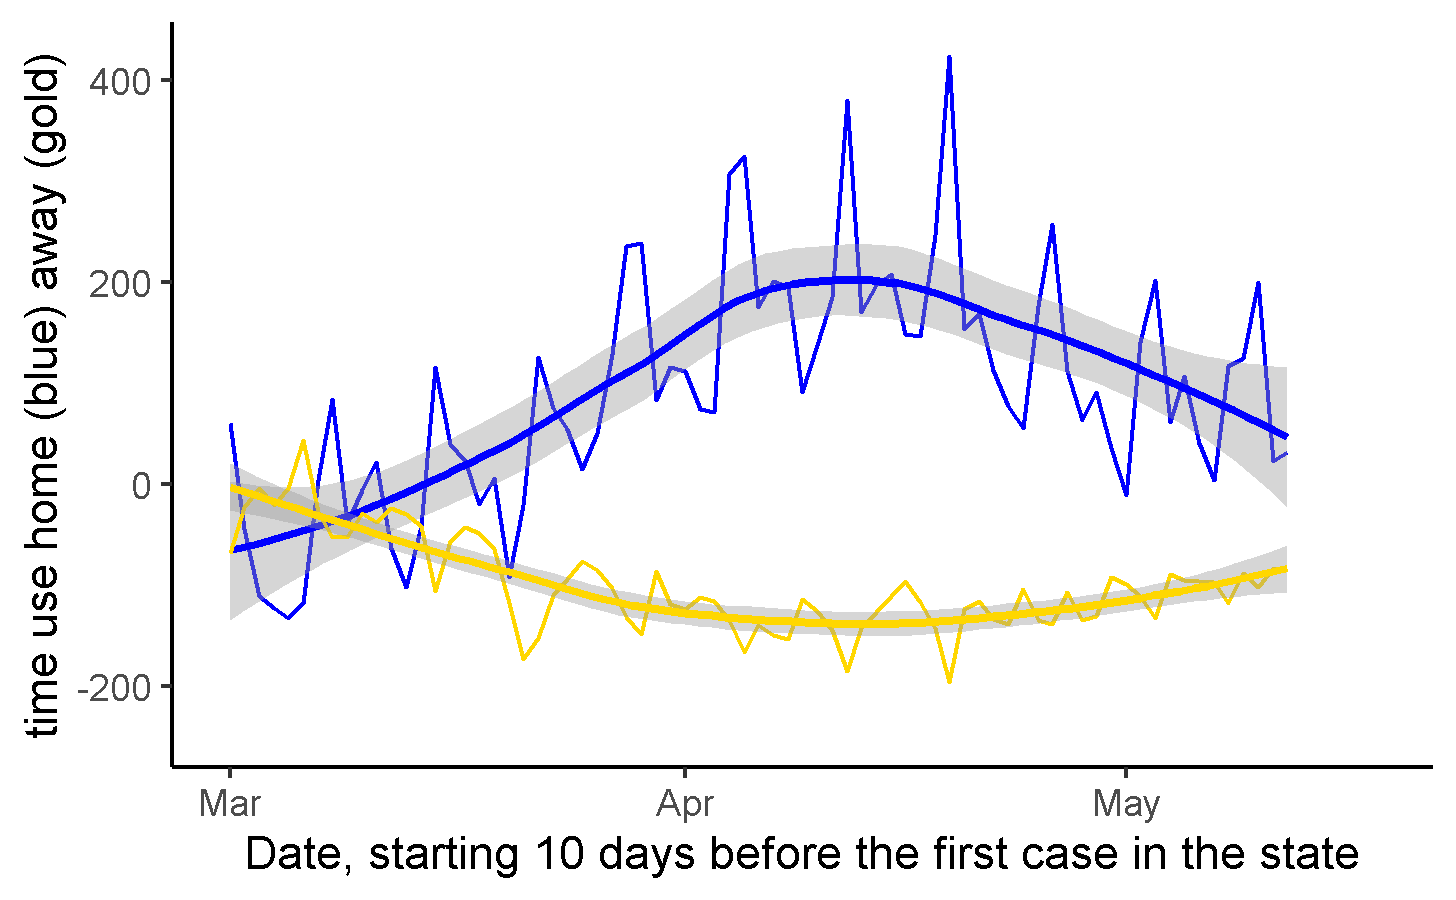 time use home (blue) away (gold)
400
200
0
-200
Mar
Apr
May
Date, starting 10 days before the first case in the state